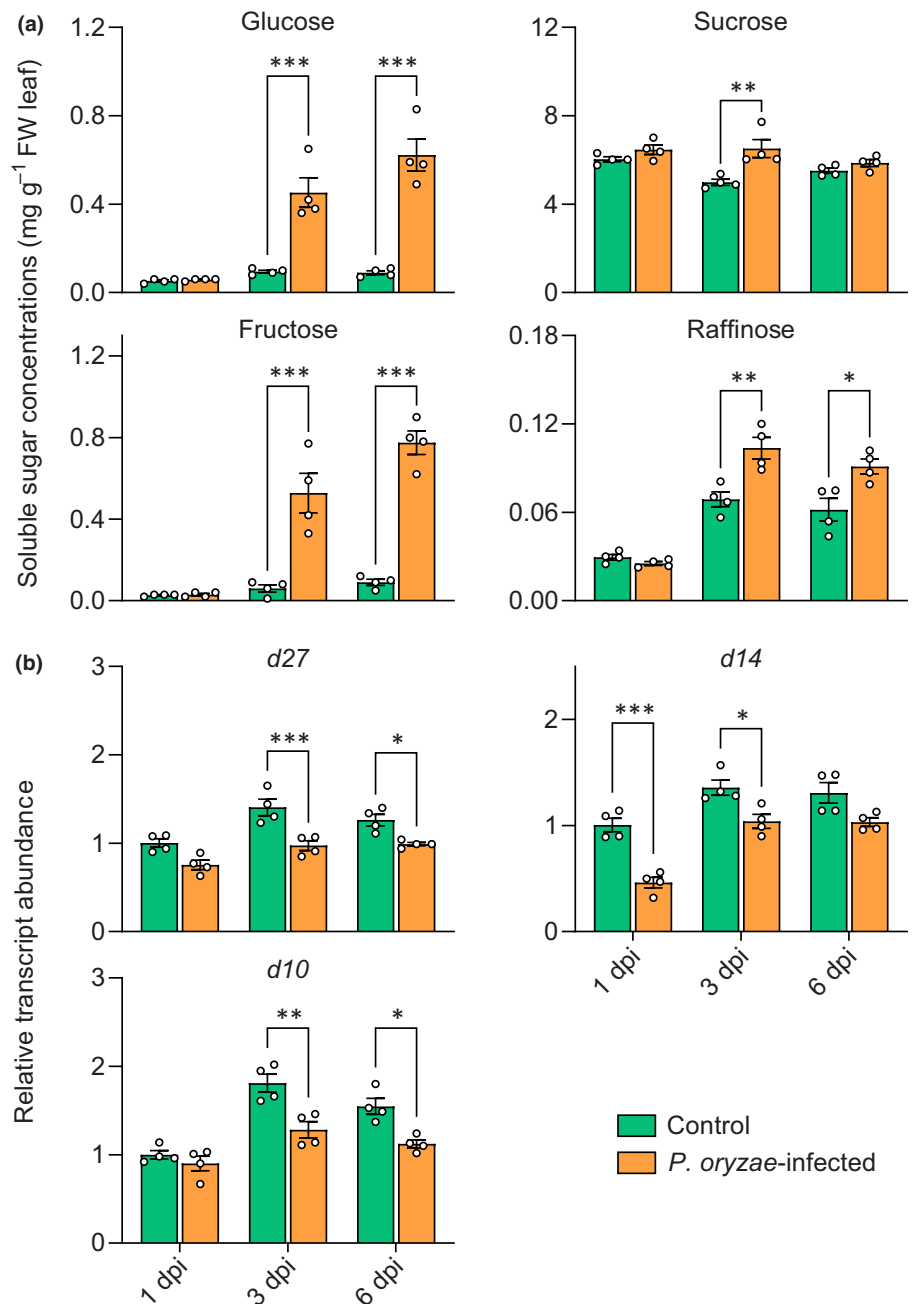 (a)
Glucose
Sucrose
1.2
0.8
0.4
0.0
***
***
12
8
4
0
**
Soluble sugar concentrations (mg g⁻¹ FW leaf)
Fructose
Raffinose
1.2
0.8
0.4
0.0
***
***
0.18
0.12
0.06
0.00
**
*
(b)
d27
d14
3
2
1
0
***
*
2
1
0
***
*
1 dpi
3 dpi
6 dpi
Relative transcript abundance
d10
3
2
1
0
**
*
1 dpi
3 dpi
6 dpi
Control
P. oryzae-infected